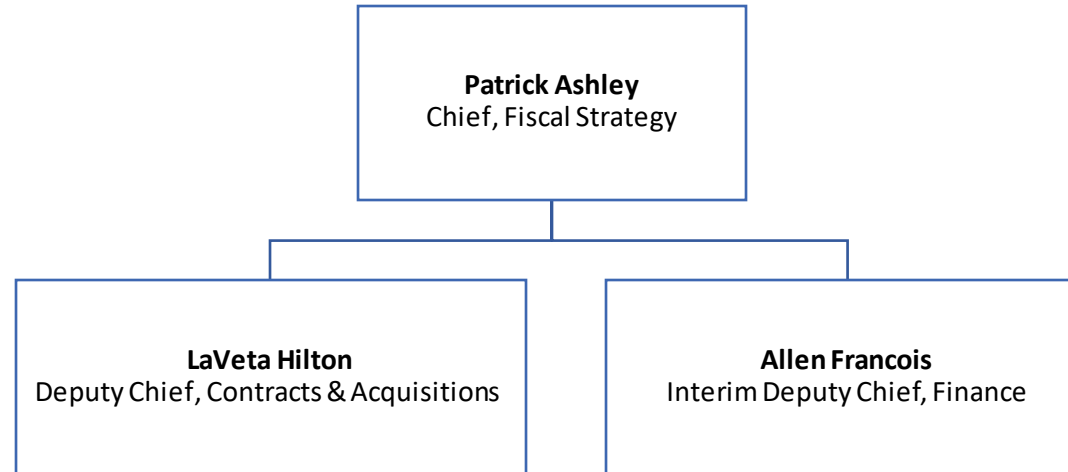 Patrick Ashley
Chief, Fiscal Strategy
LaVeta Hilton
Deputy Chief, Contracts & Acquisitions
Allen Francois
Interim Deputy Chief, Finance